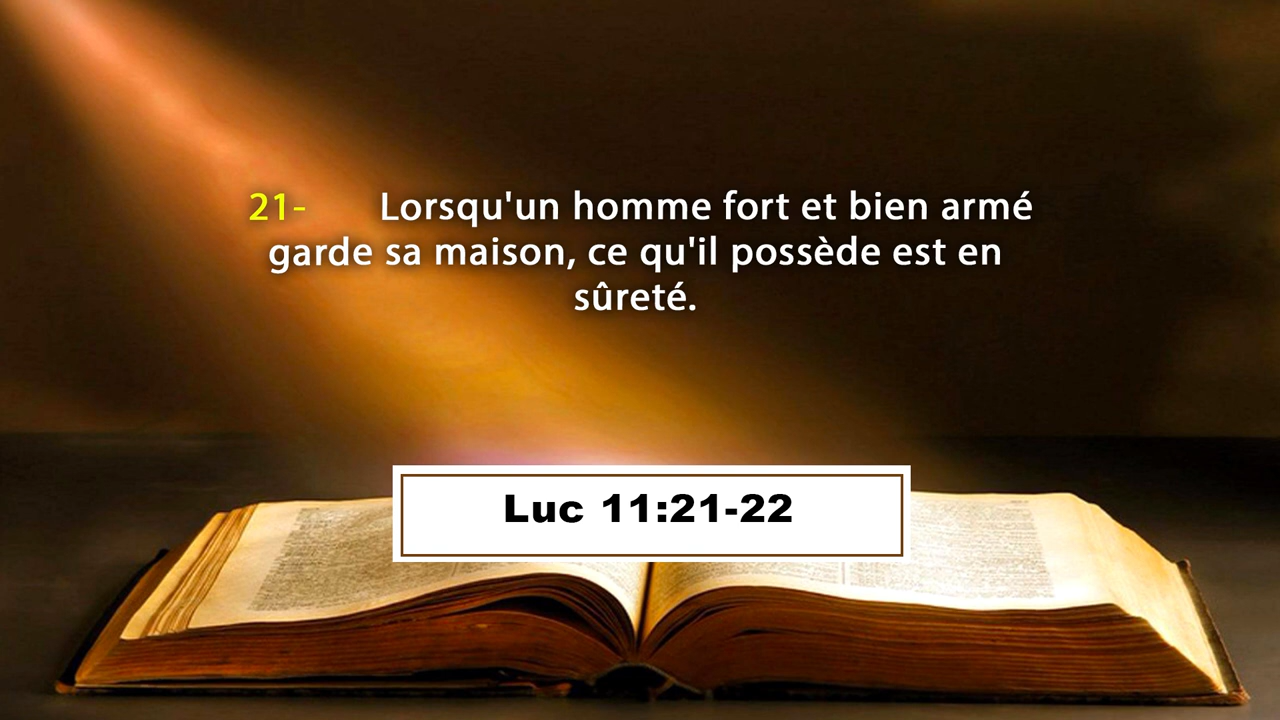 21- Lorsqu'un homme fort et bien armé
garde sa maison, ce qu'il possède est en
sûreté.
Luc 11:21-22